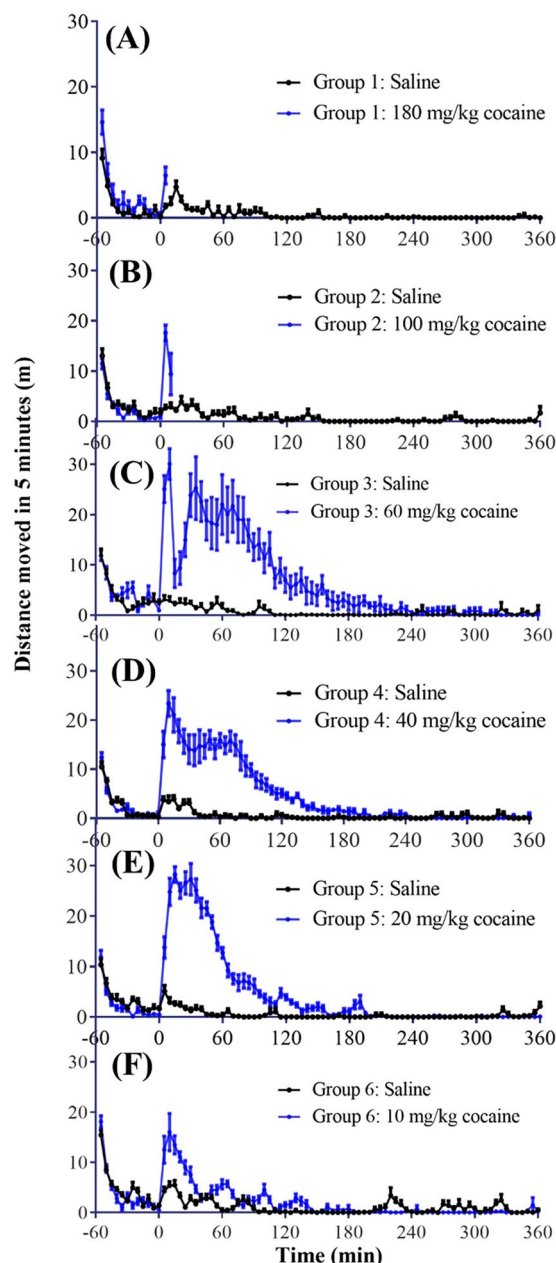 Distance moved in 5 minutes (m)
(A)
Group 1: Saline
Group 1: 180 mg/kg cocaine
30
20
10
0
-60 0 60 120 180 240 300 360
(B)
Group 2: Saline
Group 2: 100 mg/kg cocaine
30
20
10
0
-60 0 60 120 180 240 300 360
(C)
Group 3: Saline
Group 3: 60 mg/kg cocaine
30
20
10
0
-60 0 60 120 180 240 300 360
(D)
Group 4: Saline
Group 4: 40 mg/kg cocaine
30
20
10
0
-60 0 60 120 180 240 300 360
(E)
Group 5: Saline
Group 5: 20 mg/kg cocaine
30
20
10
0
-60 0 60 120 180 240 300 360
(F)
Group 6: Saline
Group 6: 10 mg/kg cocaine
30
20
10
0
-60 0 60 120 180 240 300 360
Time (min)